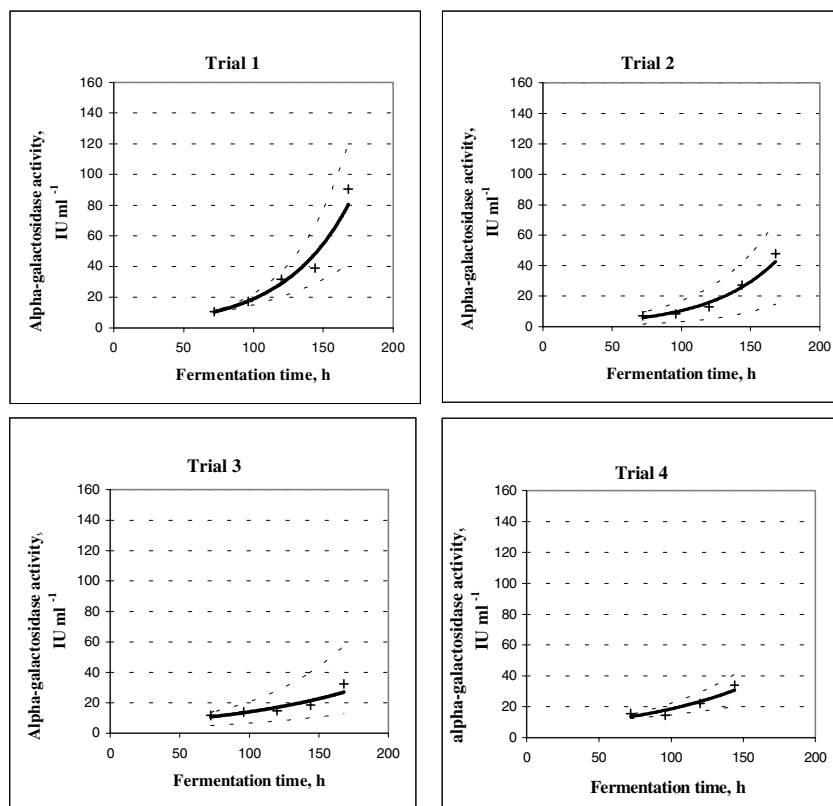 Trial 1
Alpha-galactosidase activity,
IU ml -1
160
140
120
100
80
60
40
20
0
0 50 100 150 200
Fermentation time, h
Trial 2
Alpha-galactosidase activity,
IU ml -1
160
140
120
100
80
60
40
20
0
0 50 100 150 200
Fermentation time, h
Trial 3
Alpha-galactosidase activity,
IU ml -1
160
140
120
100
80
60
40
20
0
0 50 100 150 200
Fermentation time, h
Trial 4
alpha-galactosidase activity,
IU ml -1
160
140
120
100
80
60
40
20
0
0 50 100 150 200
Fermentation time, h